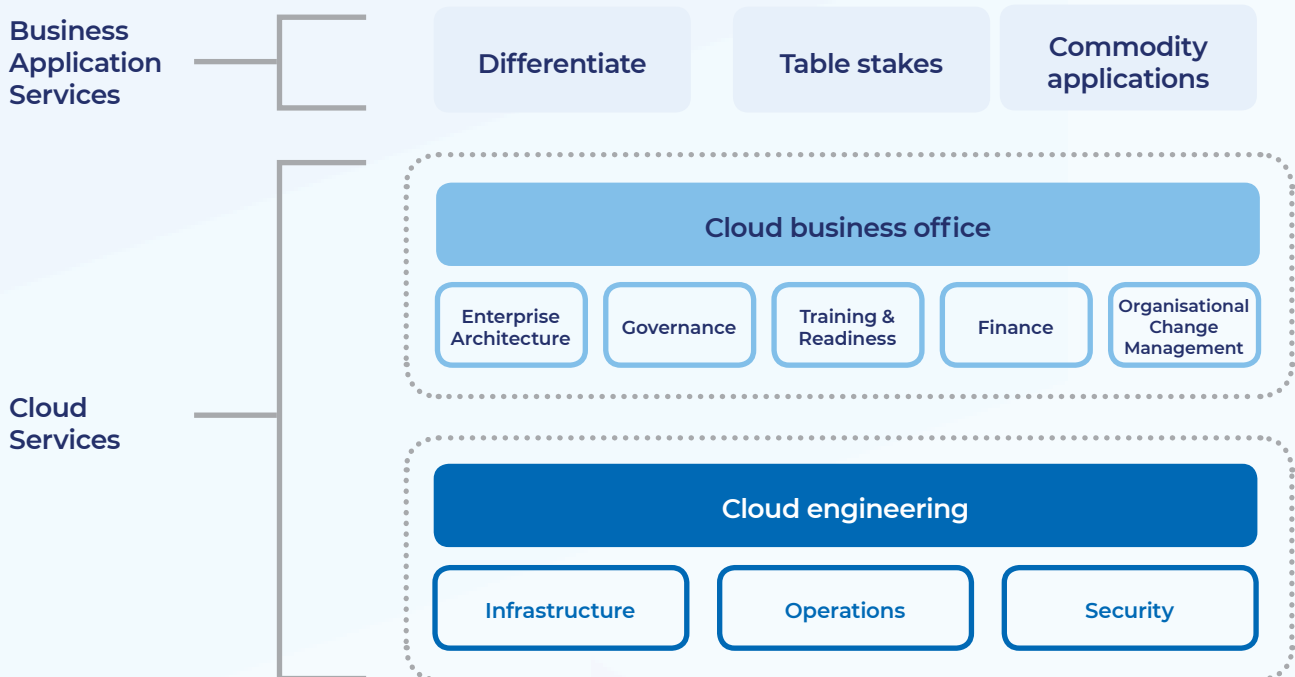 Business
Application
Services
Differentiate
Table stakes
Commodity
applications
Cloud
Services
Cloud business office
Enterprise
Architecture
Governance
Training &
Readiness
Finance
Organisational
Change
Management
Cloud engineering
Infrastructure
Operations
Security